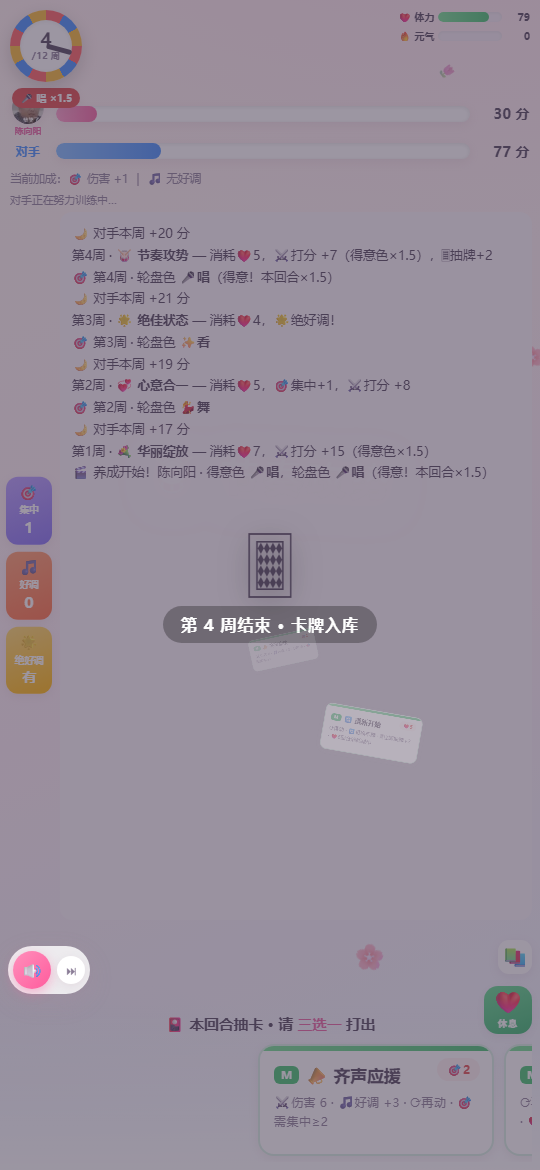 4
/12 周
体力 79
元气 0
唱 ×1.5
陈向阳
30 分
对手
77 分
当前加成： 伤害 +1 | 无好调
对手正在努力训练中...
对手本周 +20 分
第4周 · 节奏攻势 — 消耗5, 打分 +7（得意色×1.5）, 抽牌+2
第4周 · 轮盘色 唱（得意！本回合×1.5）
对手本周 +21 分
第3周 · 绝佳状态 — 消耗4, 绝好调！
第3周 · 轮盘色 香
对手本周 +19 分
第2周 · 心意合一 — 消耗5, 集中+1, 打分 +8
第2周 · 轮盘色 舞
对手本周 +17 分
第1周 · 华丽绽放 — 消耗7, 打分 +15（得意色×1.5）
养成开始！陈向阳 · 得意色 唱, 轮盘色 唱（得意！本回合×1.5）
集中
1
好调
0
绝好调
有
第 4 周结束 · 卡牌入库
休息
本回合抽卡 · 请 三选一 打出
M 齐声应援 2
伤害 6 · 好调 +3 · 再动 ·
需集中≥2